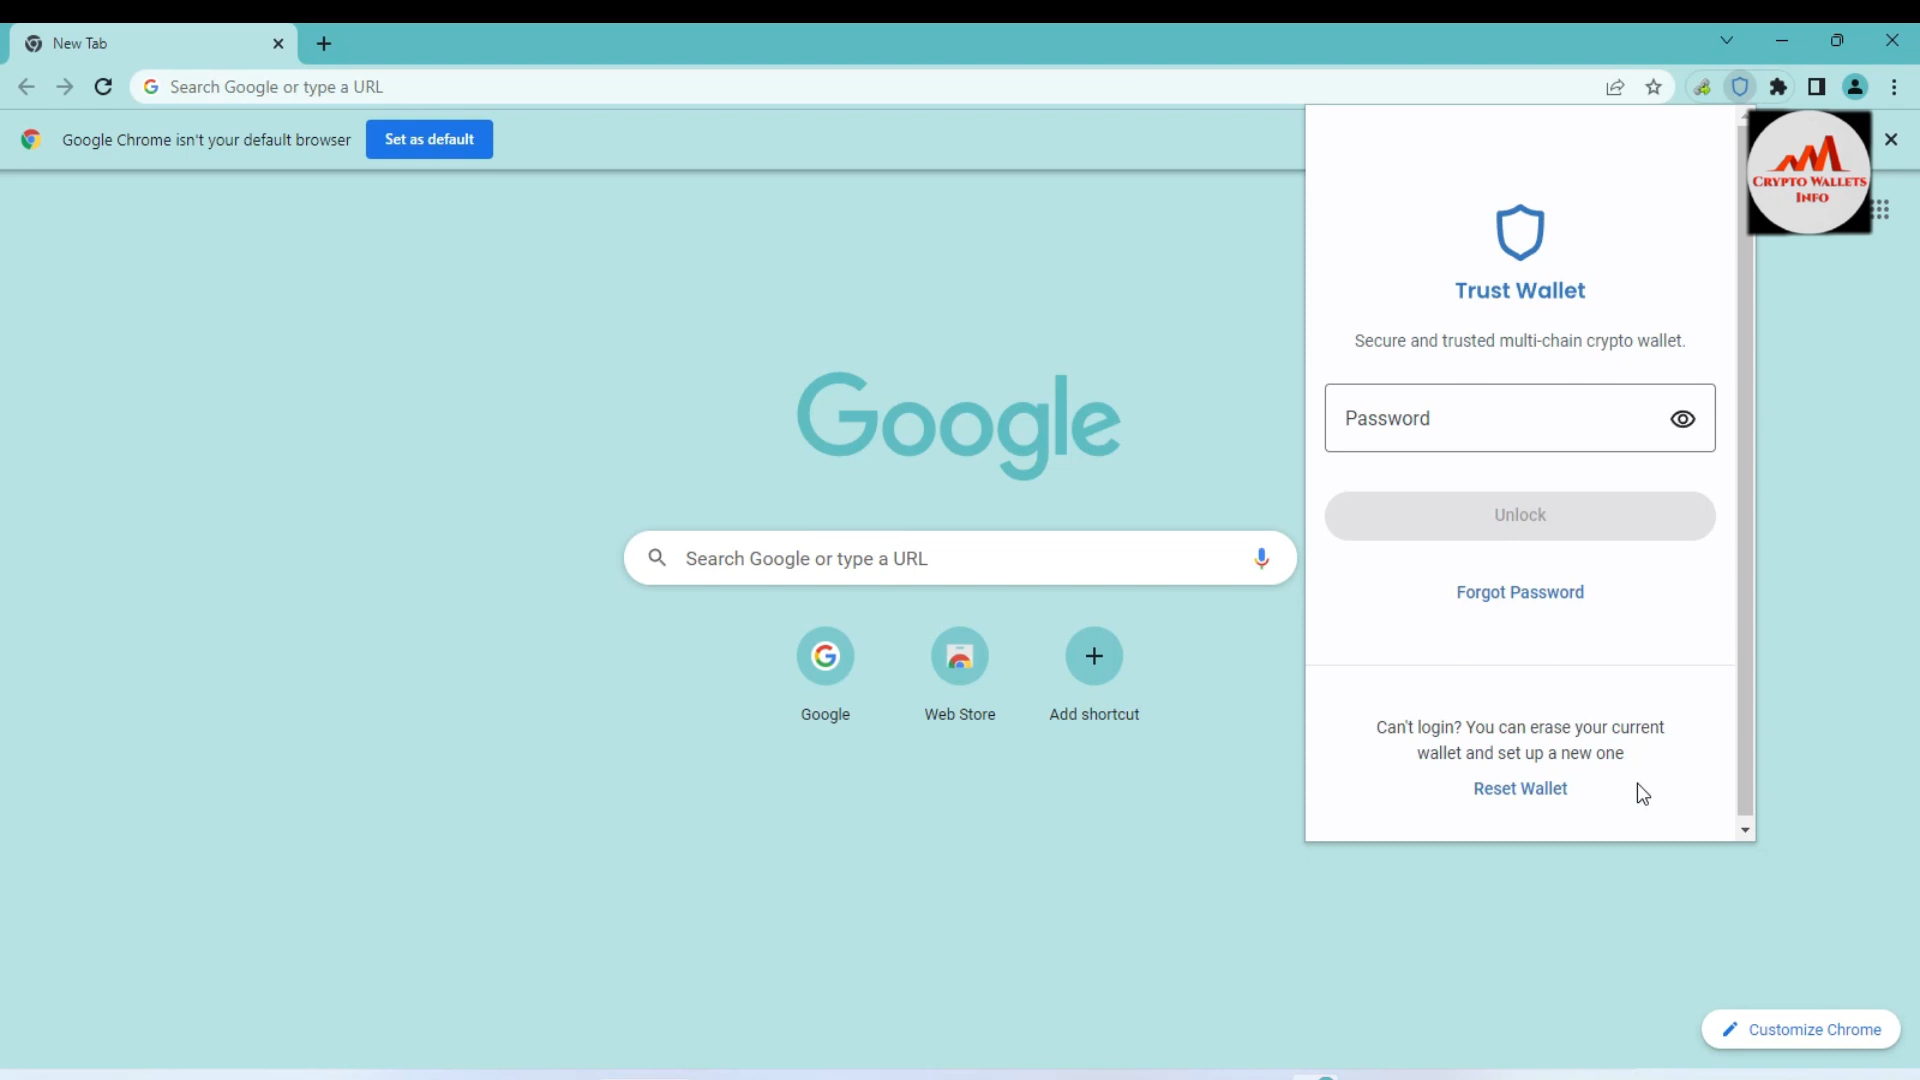 New Tab
Search Google or type a URL
Google Chrome isn't your default browser
Set as default
CRYPTO WALLETS
INFO
Trust Wallet
Secure and trusted multi-chain crypto wallet.
Password
Unlock
Forgot Password
Can't login? You can erase your current
wallet and set up a new one
Reset Wallet
Google
Search Google or type a URL
Google
Web Store
Add shortcut
Customize Chrome